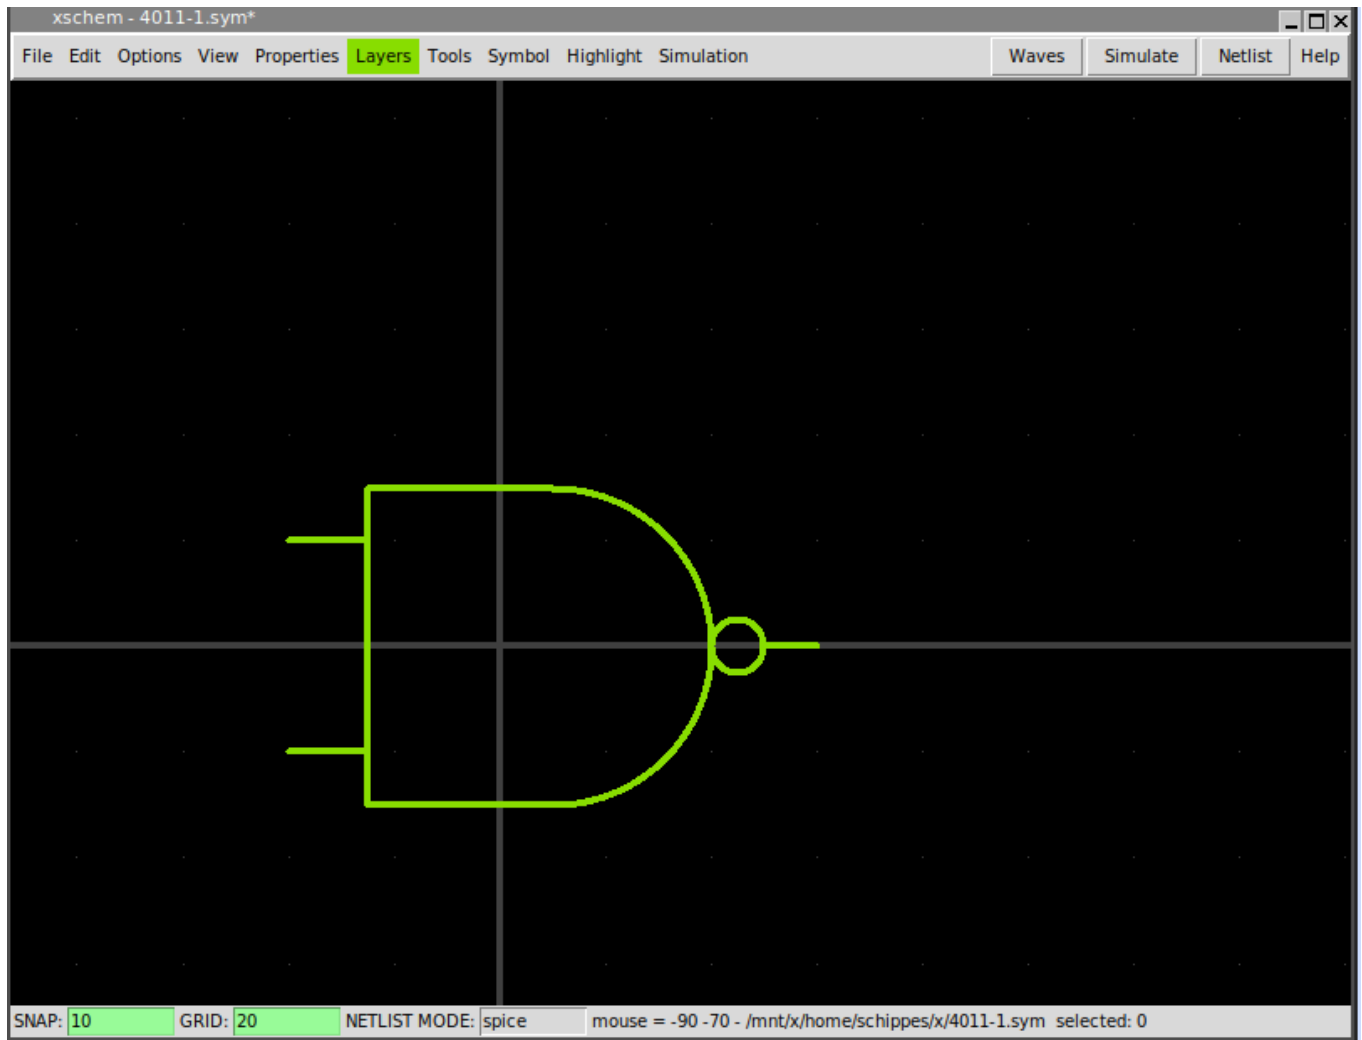 xschem - 4011-1.sym*
File Edit Options View Properties Layers Tools Symbol Highlight Simulation Waves Simulate Netlist Help
SNAP: 10 GRID: 20 NETLIST MODE: spice mouse = -90 -70 - /mnt/x/home/schippes/x/4011-1.sym selected: 0